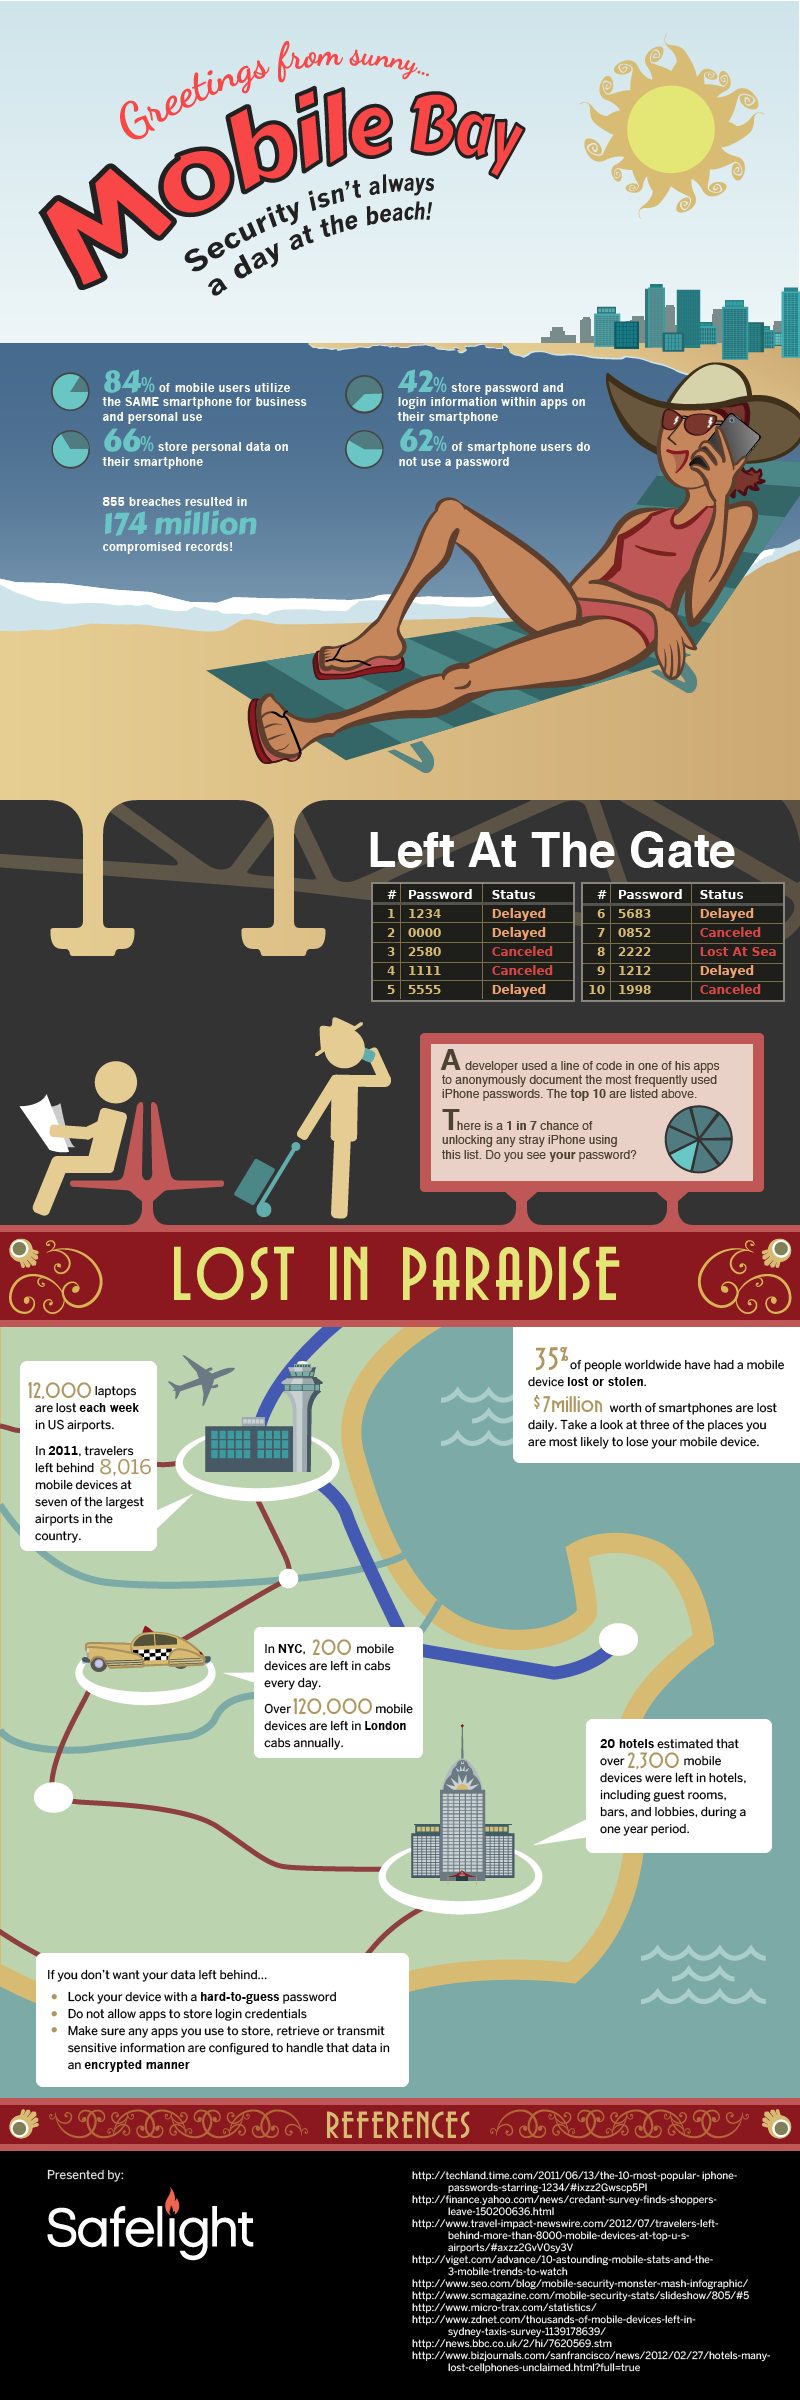 Greetings from sunny...
Mobile Bay
Security isn't always
a day at the beach!
84% of mobile users utilize
the SAME smartphone for business
and personal use
66% store personal data on
their smartphone
42% store password and
login information within apps on
their smartphone
62% of smartphone users do
not use a password
855 breaches resulted in
174 million
compromised records!
Left At The Gate
# Password Status
1 1234 Delayed
2 0000 Delayed
3 2580 Canceled
4 1111 Canceled
5 5555 Delayed
# Password Status
6 5683 Delayed
7 0852 Canceled
8 2222 Lost At Sea
9 1212 Delayed
10 1998 Canceled
A developer used a line of code in one of his apps
to anonymously document the most frequently used
iPhone passwords. The top 10 are listed above.
There is a 1 in 7 chance of
unlocking any stray iPhone using
this list. Do you see your password?
LOST IN PARADISE
35% of people worldwide have had a mobile
device lost or stolen.
$7million worth of smartphones are lost
daily. Take a look at three of the places you
are most likely to lose your mobile device.
12,000 laptops
are lost each week
in US airports.
In 2011, travelers
left behind 8,016
mobile devices at
seven of the largest
airports in the
country.
In NYC, 200 mobile
devices are left in cabs
every day.
Over 120,000 mobile
devices are left in London
cabs annually.
20 hotels estimated that
over 2,300 mobile
devices were left in hotels,
including guest rooms,
bars, and lobbies, during a
one year period.
If you don't want your data left behind...
• Lock your device with a hard-to-guess password
• Do not allow apps to store login credentials
• Make sure any apps you use to store, retrieve or transmit
sensitive information are configured to handle that data in
an encrypted manner
REFERENCES
Presented by:
Safelight
http://techland.time.com/2011/06/13/the-10-most-popular- iphone-
passwords-starring-1234/#ixzz2Gwscp5PI
http://finance.yahoo.com/news/credant-survey-finds-shoppers-
leave-150200636.html
http://www.travel-impact-newswire.com/2012/07/travelers-left-
behind-more-than-8000-mobile-devices-at-top-u-s-
airports/#axzz2GvV0sy3V
http://viget.com/advance/10-astounding-mobile-stats-and-the-
3-mobile-trends-to-watch
http://www.seo.com/blog/mobile-security-monster-mash-infographic/
http://www.scmagazine.com/mobile-security-stats/slideshow/805/#5
http://www.micro-trax.com/statistics/
http://www.zdnet.com/thousands-of-mobile-devices-left-in-
sydney-taxis-survey-1139178639/
http://news.bbc.co.uk/2/hi/7620569.stm
http://www.bizjournals.com/sanfrancisco/news/2012/02/27/hotels-many-
lost-cellphones-unclaimed.html?full=true